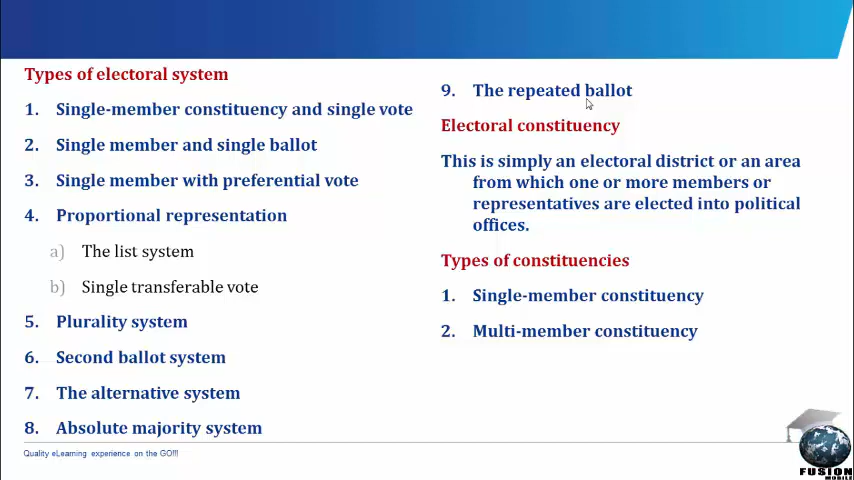 Types of electoral system
1. Single-member constituency and single vote
2. Single member and single ballot
3. Single member with preferential vote
4. Proportional representation
a) The list system
b) Single transferable vote
5. Plurality system
6. Second ballot system
7. The alternative system
8. Absolute majority system
9. The repeated ballot
Electoral constituency
This is simply an electoral district or an area
from which one or more members or
representatives are elected into political
offices.
Types of constituencies
1. Single-member constituency
2. Multi-member constituency
Quality eLearning experience on the GO!!!
FUSION
MOBILE